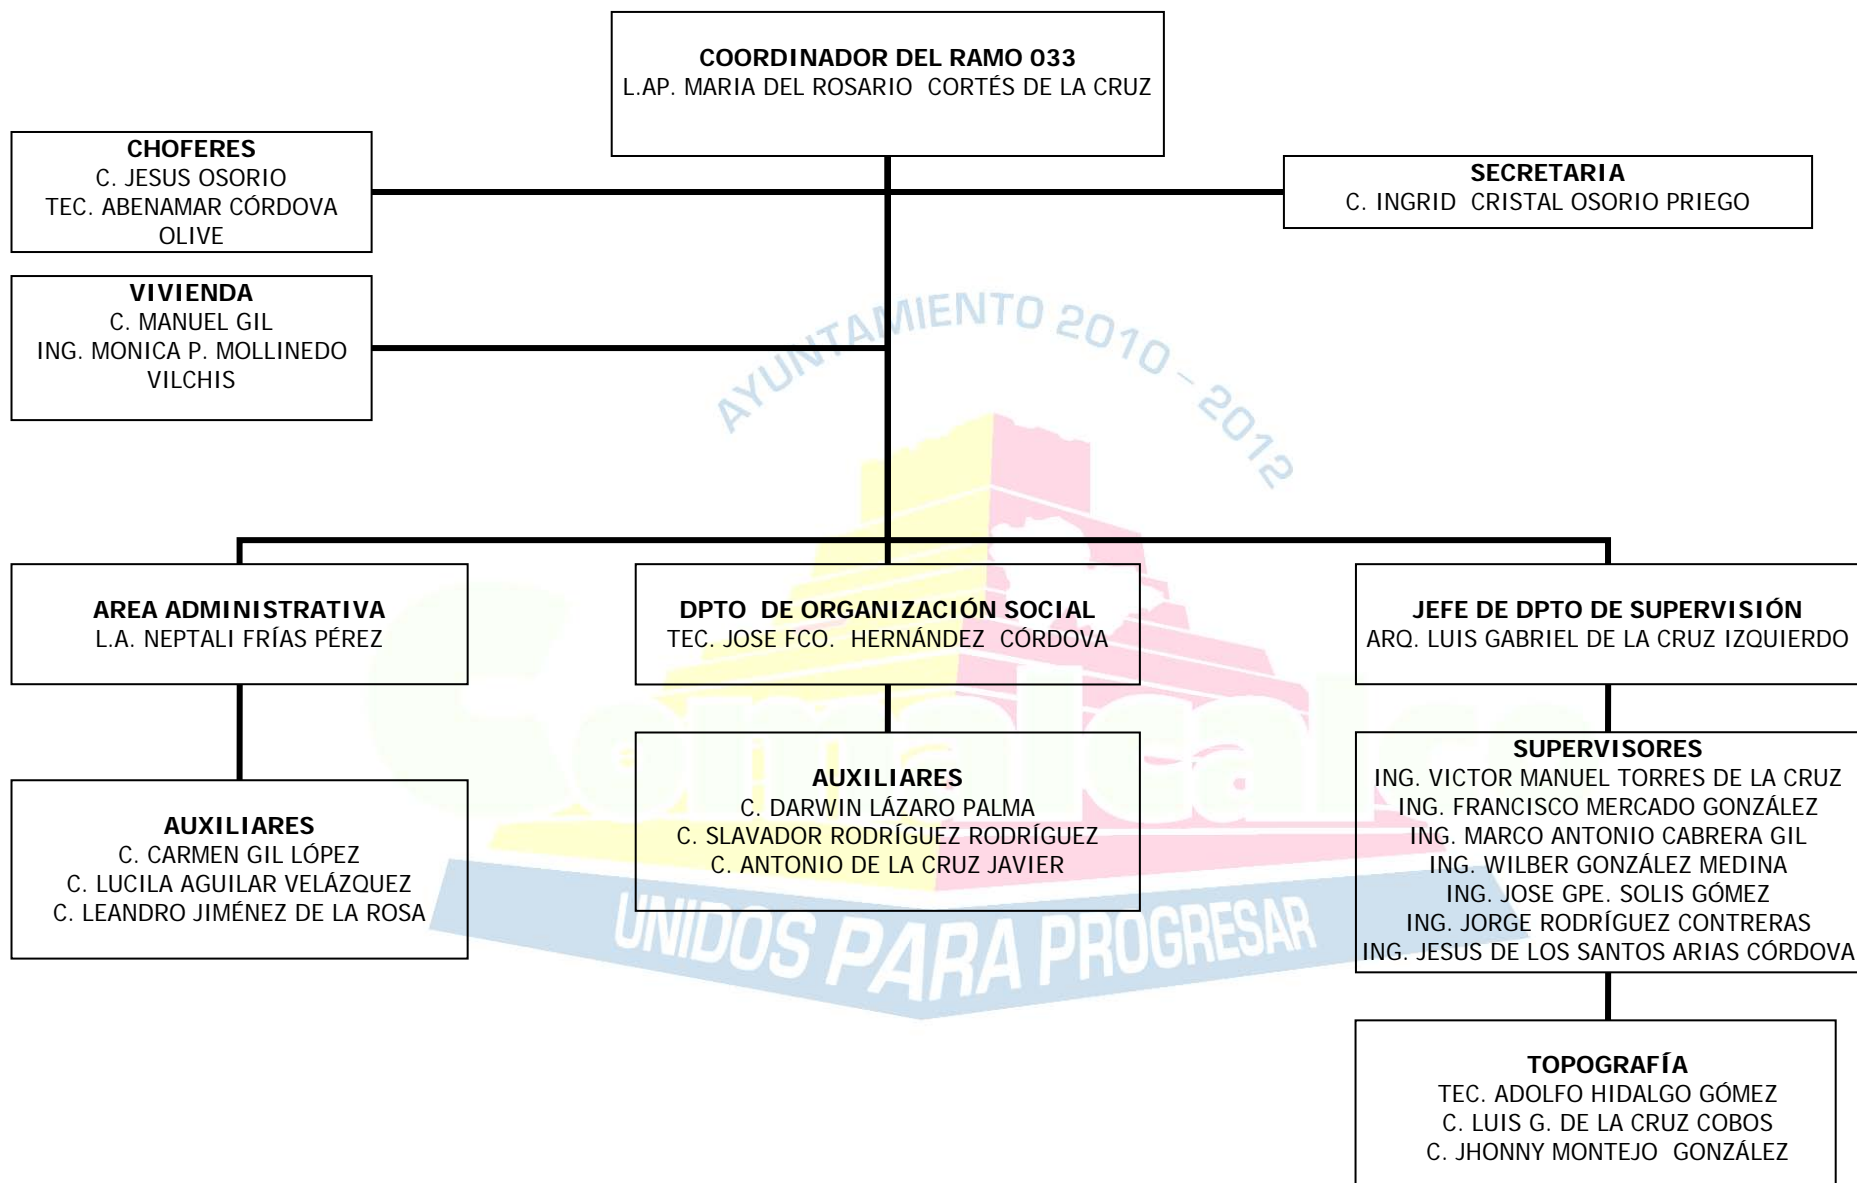 COORDINADOR DEL RAMO 033
L.AP. MARIA DEL ROSARIO CORTÉS DE LA CRUZ
CHOFERES
C. JESUS OSORIO
TEC. ABENAMAR CÓRDOVA
OLIVE
SECRETARIA
C. INGRID CRISTAL OSORIO PRIEGO
VIVIENDA
C. MANUEL GIL
ING. MONICA P. MOLLINEDO
VILCHIS
AYUNTAMIENTO 2010 - 2012
AREA ADMINISTRATIVA
L.A. NEPTALI FRÍAS PÉREZ
DPTO DE ORGANIZACIÓN SOCIAL
TEC. JOSE FCO. HERNÁNDEZ CÓRDOVA
JEFE DE DPTO DE SUPERVISIÓN
ARQ. LUIS GABRIEL DE LA CRUZ IZQUIERDO
Comalcalco
AUXILIARES
C. CARMEN GIL LÓPEZ
C. LUCILA AGUILAR VELÁZQUEZ
C. LEANDRO JIMÉNEZ DE LA ROSA
AUXILIARES
C. DARWIN LÁZARO PALMA
C. SLAVADOR RODRÍGUEZ RODRÍGUEZ
C. ANTONIO DE LA CRUZ JAVIER
SUPERVISORES
ING. VICTOR MANUEL TORRES DE LA CRUZ
ING. FRANCISCO MERCADO GONZÁLEZ
ING. MARCO ANTONIO CABRERA GIL
ING. WILBER GONZÁLEZ MEDINA
ING. JOSE GPE. SOLIS GÓMEZ
ING. JORGE RODRÍGUEZ CONTRERAS
ING. JESUS DE LOS SANTOS ARIAS CÓRDOVA
UNIDOS PARA PROGRESAR
TOPOGRAFÍA
TEC. ADOLFO HIDALGO GÓMEZ
C. LUIS G. DE LA CRUZ COBOS
C. JHONNY MONTEJO GONZÁLEZ